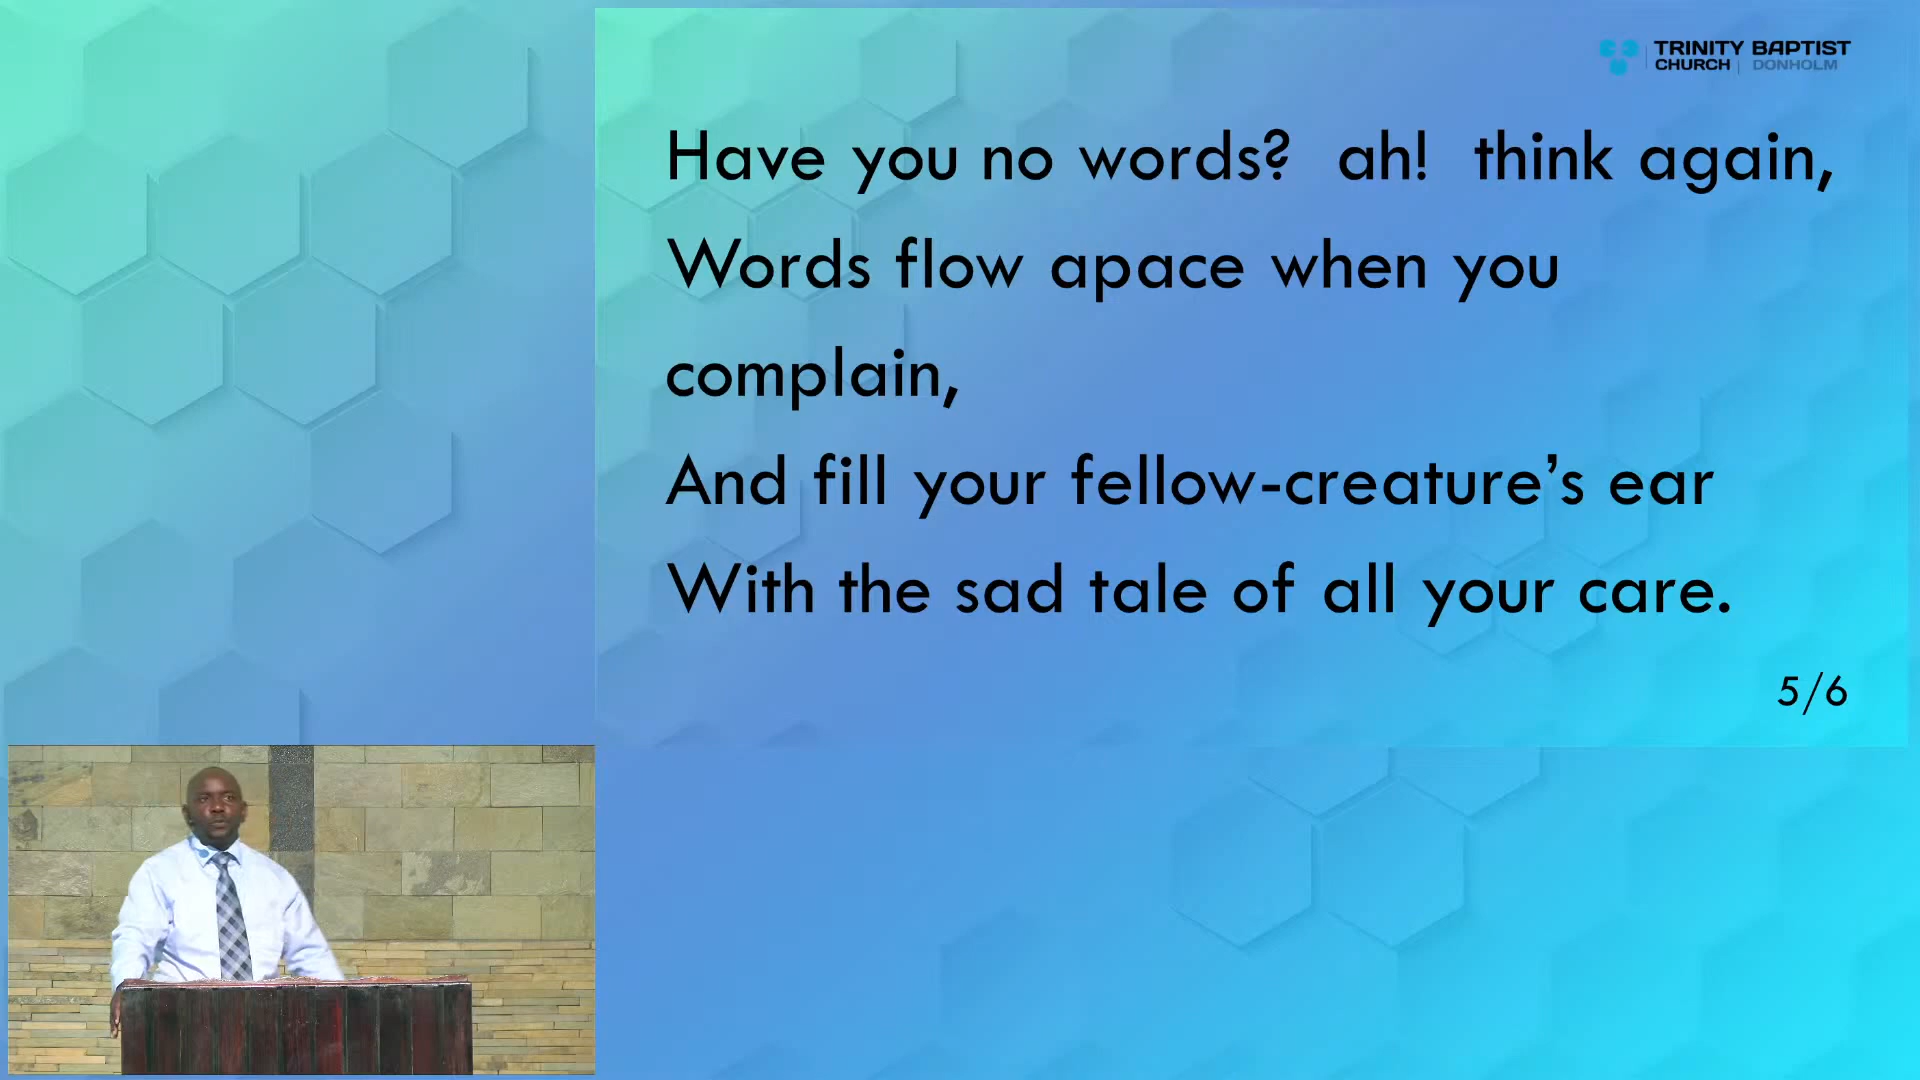 TRINITY BAPTIST
CHURCH | DONHOLM
Have you no words? ah! think again,
Words flow apace when you
complain,
And fill your fellow-creature’s ear
With the sad tale of all your care.
5/6